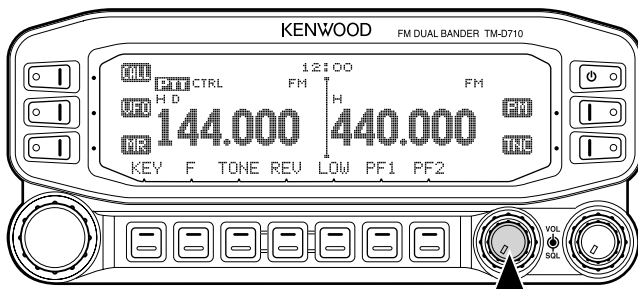 KENWOOD FM DUAL BANDER TM-D710
12:00
CALL PTT CTRL FM FM
VFO H D H PM
144.000 440.000
MR TNC
KEY F TONE REV LOW PF1 PF2
VOL
SQL